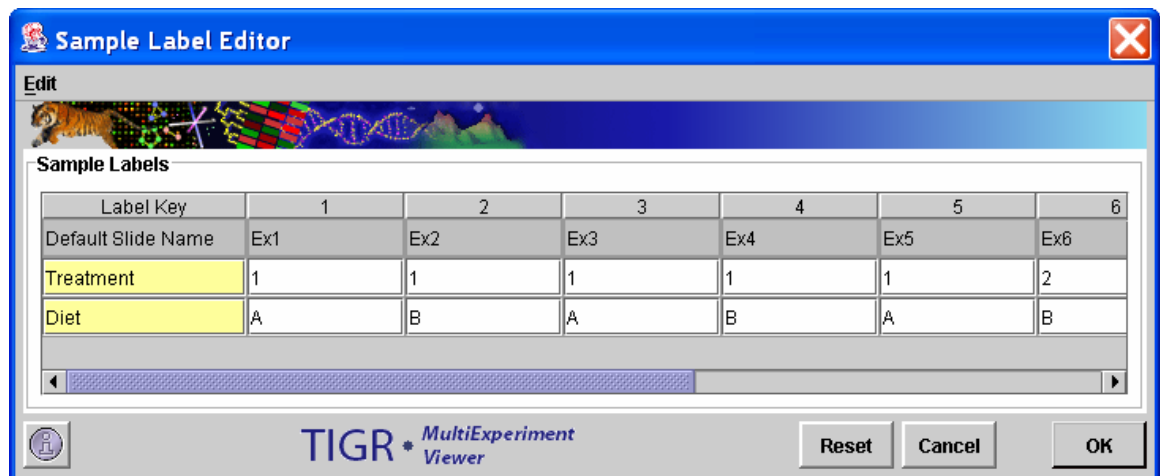 Sample Label Editor
Edit
Sample Labels
Label Key 1 2 3 4 5 6
Default Slide Name Ex1 Ex2 Ex3 Ex4 Ex5 Ex6
Treatment 1 1 1 1 1 2
Diet A B A B A B
TIGR • MultiExperiment
Viewer
Reset Cancel OK